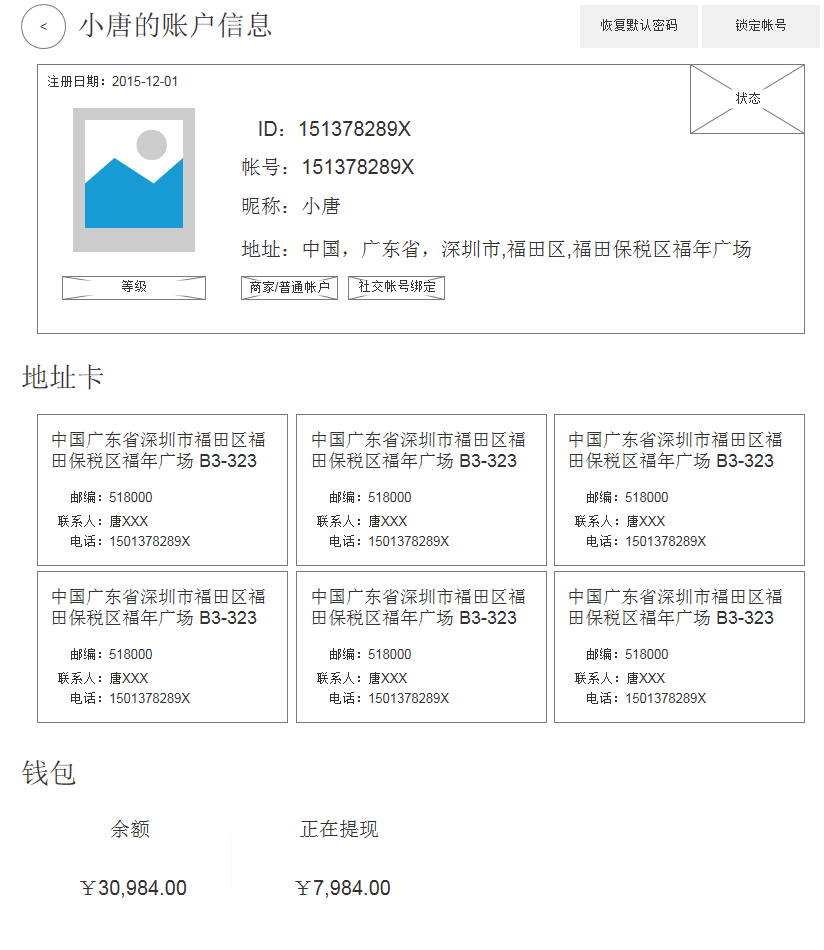 < 小唐的账户信息 恢复默认密码 锁定帐号
注册日期：2015-12-01
状态
ID：151378289X
帐号：151378289X
昵称：小唐
地址：中国，广东省，深圳市,福田区,福田保税区福年广场
等级 商家/普通帐户 社交帐号绑定
地址卡
中国广东省深圳市福田区福
田保税区福年广场 B3-323
邮编：518000
联系人：唐XXX
电话：1501378289X
中国广东省深圳市福田区福
田保税区福年广场 B3-323
邮编：518000
联系人：唐XXX
电话：1501378289X
中国广东省深圳市福田区福
田保税区福年广场 B3-323
邮编：518000
联系人：唐XXX
电话：1501378289X
中国广东省深圳市福田区福
田保税区福年广场 B3-323
邮编：518000
联系人：唐XXX
电话：1501378289X
中国广东省深圳市福田区福
田保税区福年广场 B3-323
邮编：518000
联系人：唐XXX
电话：1501378289X
中国广东省深圳市福田区福
田保税区福年广场 B3-323
邮编：518000
联系人：唐XXX
电话：1501378289X
钱包
余额 正在提现
￥30,984.00 ￥7,984.00